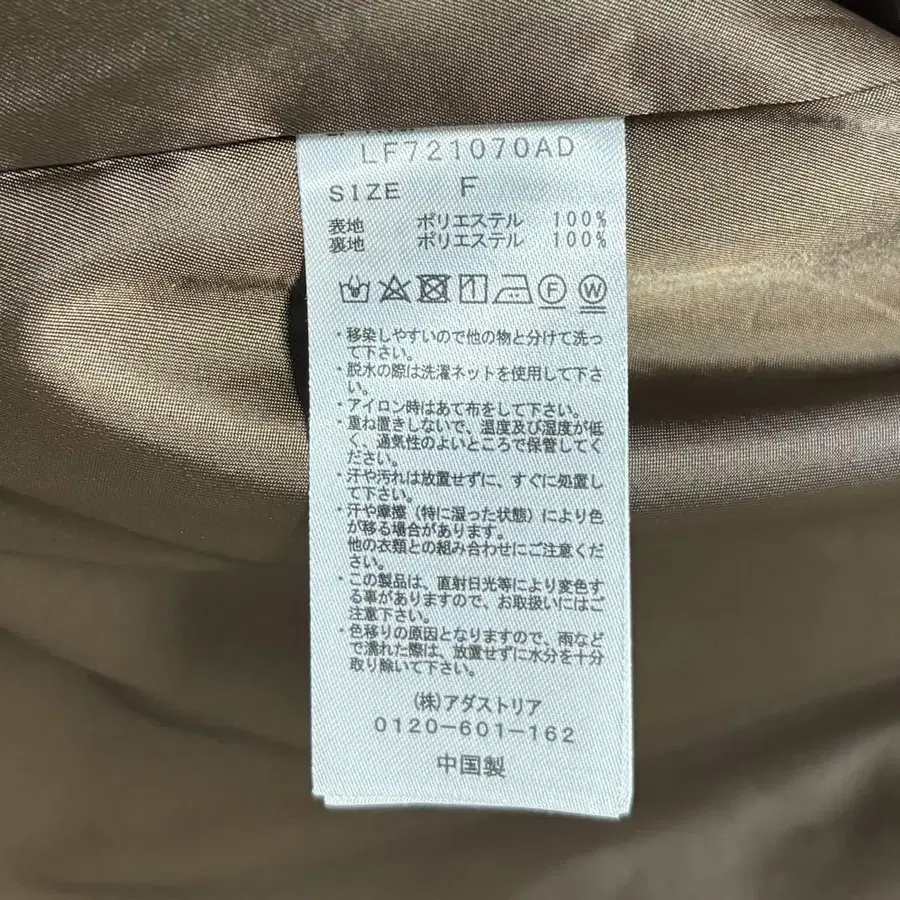 LF721070AD
SIZE F
表地 ポリエステル 100%
裏地 ポリエステル 100%
F W
・移染しやすいので他の物と分けて洗っ
て下さい。
・脱水の際は洗濯ネットを使用して下さ
い。
・アイロン時はあて布をして下さい。
・重ね置きしないで、温度及び湿度が低
く、通気性のよいところで保管してく
ださい。
・汗や汚れは放置せずに、すぐに処置し
て下さい。
・汗や摩擦（特に湿った状態）により色
が移る場合があります。
他の衣類との組み合わせにご注意くだ
さい。
・この製品は、直射日光等により変色す
る事がありますので、お取扱いにはご
注意下さい。
・色移りの原因となりますので、雨など
で濡れた際は、放置せずに水分を十分
取り除いて下さい。
(株)アダストリア
0120-601-162
中国製